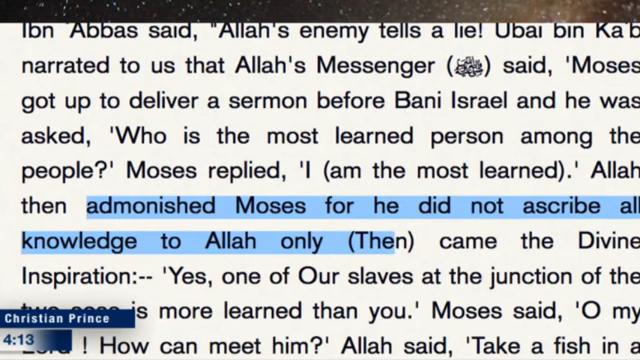 Ibn 'Abbas said, "Allah's enemy tells a lie! Ubai bin Ka'b
narrated to us that Allah's Messenger (ﷺ) said, 'Moses
got up to deliver a sermon before Bani Israel and he was
asked, 'Who is the most learned person among the
people?' Moses replied, 'I (am the most learned).' Allah
then admonished Moses for he did not ascribe all
knowledge to Allah only (Then) came the Divine
Inspiration:-- 'Yes, one of Our slaves at the junction of the
two seas is more learned than you.' Moses said, 'O my
Lord ! How can meet him?' Allah said, 'Take a fish in a
Christian Prince
4:13